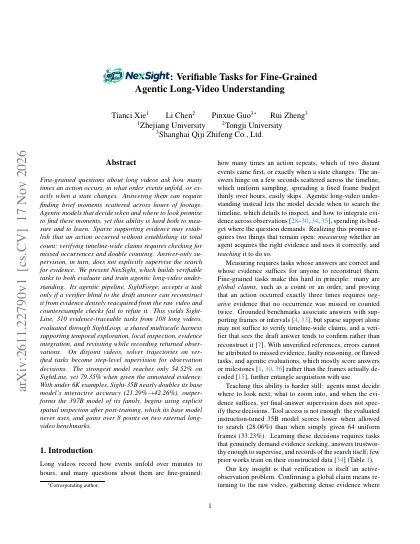 NexSight: Verifiable Tasks for Fine-Grained
Agentic Long-Video Understanding
Tianci Xie¹ Li Chen² Pinxue Guo³* Rui Zheng³
¹Zhejiang University ²Tongji University
³Shanghai Qiji Zhifeng Co., Ltd.
arXiv:2611.22790v1 [cs.CV] 17 Nov 2026
Abstract
Fine-grained questions about long videos ask how many
times an action occurs, in what order events unfold, or ex-
actly when a state changes. Answering them can require
finding brief moments scattered across hours of footage.
Agentic models that decide when and where to look promise
to find these moments, yet this ability is hard both to mea-
sure and to learn. Sparse supporting evidence may estab-
lish that an action occurred without establishing its total
count; verifying timeline-wide claims requires checking for
missed occurrences and double counting. Answer-only su-
pervision, in turn, does not explicitly supervise the search
for evidence. We present NexSight, which builds verifiable
tasks to both evaluate and train agentic long-video under-
standing. Its agentic pipeline, SightForge, accepts a task
only if a verifier blind to the draft answer can reconstruct
it from evidence densely reacquired from the raw video and
counterexample checks fail to refute it. This yields Sight-
Line, 310 evidence-traceable tasks from 108 long videos,
evaluated through SightLoop, a shared multiscale harness
supporting temporal exploration, local inspection, evidence
integration, and revisiting while recording returned obser-
vations. On disjoint videos, solver trajectories on ver-
ified tasks become step-level supervision for observation
decisions. The strongest model reaches only 54.52% on
SightLine, yet 79.35% when given the annotated evidence.
With under 6K examples, Sight-35B nearly doubles its base
model's interactive accuracy (21.29%→42.26%), outper-
forms the 397B model of its family, begins using explicit
spatial inspection after post-training, which its base model
never uses, and gains over 8 points on two external long-
video benchmarks.
1. Introduction
Long videos record how events unfold over minutes to
hours, and many questions about them are fine-grained:
*Corresponding author.
how many times an action repeats, which of two distant
events came first, or exactly when a state changes. The an-
swers hinge on a few seconds scattered across the timeline,
which uniform sampling, spreading a fixed frame budget
thinly over hours, easily skips. Agentic long-video under-
standing instead lets the model decide when to search the
timeline, which details to inspect, and how to integrate ev-
idence across observations [28–30, 34, 35], spending its bud-
get where the question demands. Realizing this promise re-
quires two things that remain open: measuring whether an
agent acquires the right evidence and uses it correctly, and
teaching it to do so.
Measuring requires tasks whose answers are correct and
whose evidence suffices for anyone to reconstruct them.
Fine-grained tasks make this hard in principle: many are
global claims, such as a count or an order, and proving
that an action occurred exactly three times requires neg-
ative evidence that no occurrence was missed or counted
twice. Grounded benchmarks associate answers with sup-
porting frames or intervals [4, 33], but sparse support alone
may not suffice to verify timeline-wide claims, and a veri-
fier that sees the draft answer tends to confirm rather than
reconstruct it [7]. With unverified references, errors cannot
be attributed to missed evidence, faulty reasoning, or flawed
tasks, and agentic evaluations, which mostly score answers
or milestones [1, 30, 36] rather than the frames actually de-
coded [15], further entangle acquisition with use.
Teaching this ability is harder still: agents must decide
where to look next, what to zoom into, and when the evi-
dence suffices, yet final-answer supervision does not spec-
ify these decisions. Tool access is not enough: the evaluated
instruction-tuned 35B model scores lower when allowed
to search (28.06%) than when simply given 64 uniform
frames (33.23%). Learning these decisions requires tasks
that genuinely demand evidence seeking, answers trustwor-
thy enough to supervise, and records of the search itself; few
prior works train on their constructed data [34] (Table 1).
Our key insight is that verification is itself an active-
observation problem. Confirming a global claim means re-
turning to the raw video, gathering dense evidence where
1